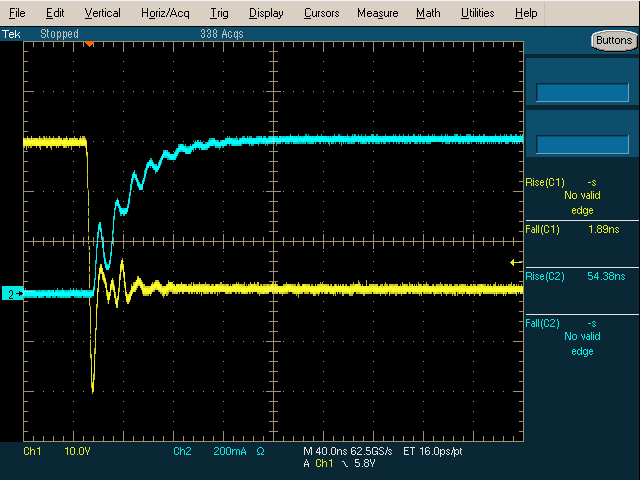 File Edit Vertical Horiz/Acq Trig Display Cursors Measure Math Utilities Help
Tek Stopped 338 Acqs Buttons
Rise(C1) -s
No valid
edge
Fall(C1) 1.89ns
Rise(C2) 54.38ns
Fall(C2) -s
No valid
edge
2
Ch1 10.0V Ch2 200mA Ω M 40.0ns 62.5GS/s ET 16.0ps/pt
A Ch1 5.8V